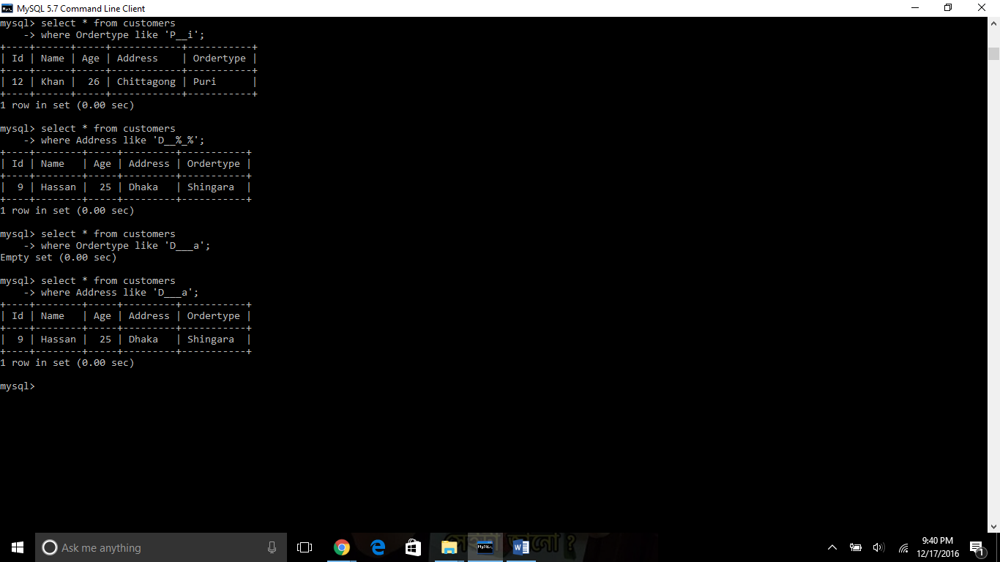 MySQL 5.7 Command Line Client
mysql> select * from customers
    -> where Ordertype like 'P__i';
+----+------+-----+------------+-----------+
| Id | Name | Age | Address    | Ordertype |
+----+------+-----+------------+-----------+
| 12 | Khan |  26 | Chittagong | Puri      |
+----+------+-----+------------+-----------+
1 row in set (0.00 sec)
mysql> select * from customers
    -> where Address like 'D__%_%';
+----+--------+-----+---------+-----------+
| Id | Name   | Age | Address | Ordertype |
+----+--------+-----+---------+-----------+
|  9 | Hassan |  25 | Dhaka   | Shingara  |
+----+--------+-----+---------+-----------+
1 row in set (0.00 sec)
mysql> select * from customers
    -> where Ordertype like 'D___a';
Empty set (0.00 sec)
mysql> select * from customers
    -> where Address like 'D___a';
+----+--------+-----+---------+-----------+
| Id | Name   | Age | Address | Ordertype |
+----+--------+-----+---------+-----------+
|  9 | Hassan |  25 | Dhaka   | Shingara  |
+----+--------+-----+---------+-----------+
1 row in set (0.00 sec)
mysql>
Ask me anything
9:40 PM
12/17/2016
1